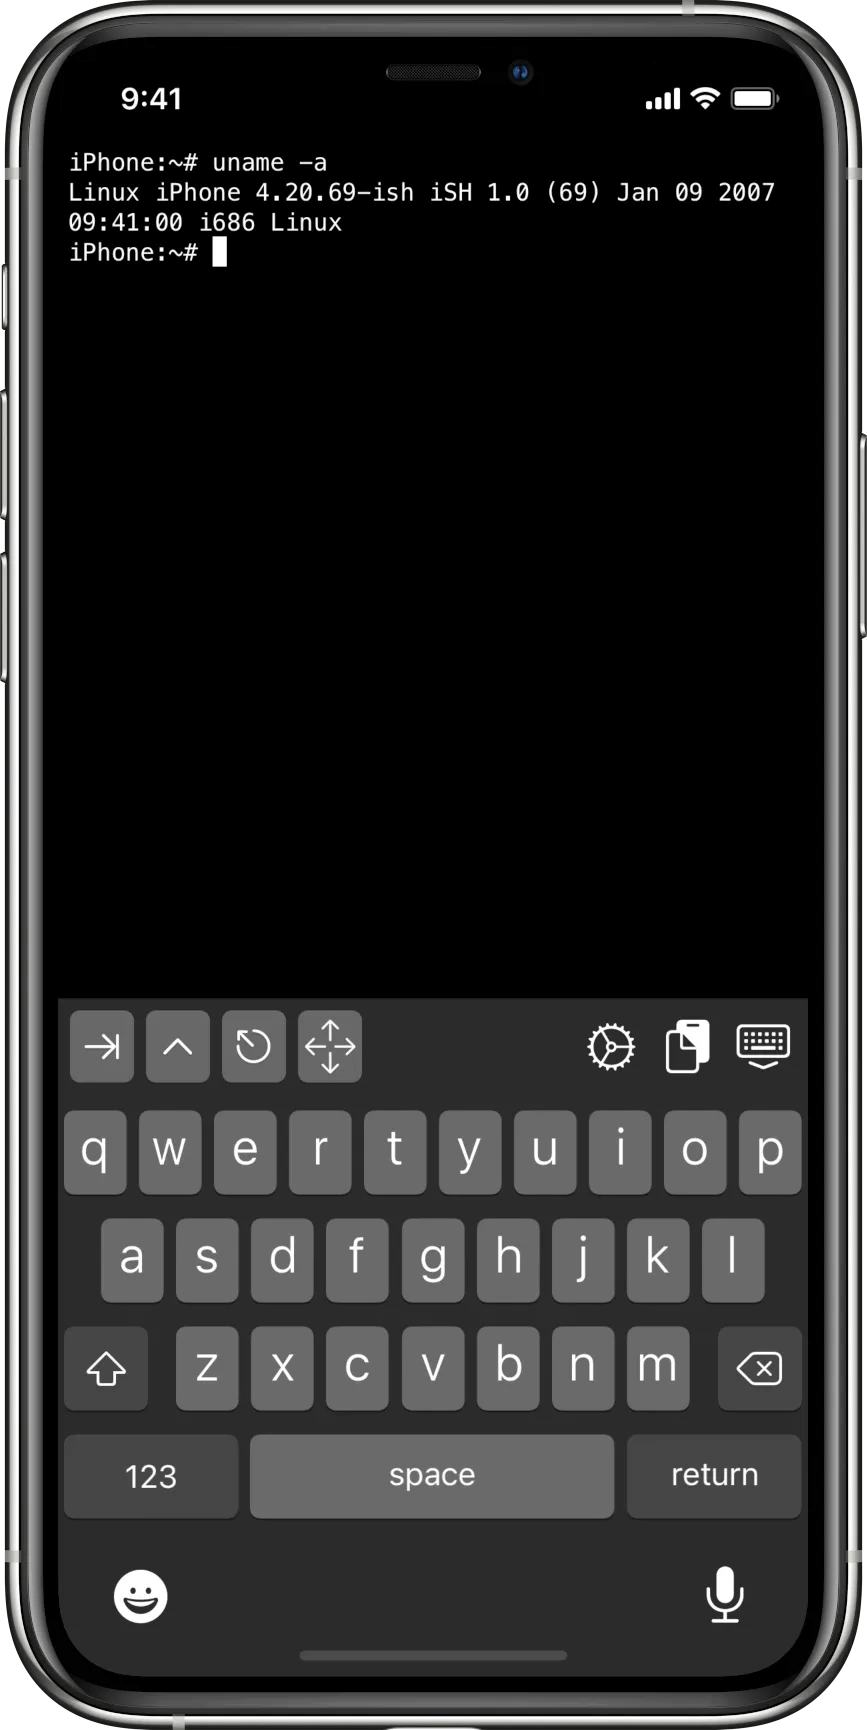 9:41
iPhone:~# uname -a
Linux iPhone 4.20.69-ish iSH 1.0 (69) Jan 09 2007
09:41:00 i686 Linux
iPhone:~#
q w e r t y u i o p
a s d f g h j k l
z x c v b n m
123 space return